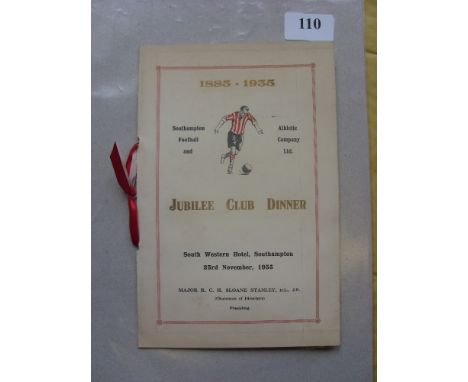 110
1885 - 1935
Southampton Athletic
Football Company
and Ltd.
JUBILEE CLUB DINNER
South Western Hotel, Southampton
23rd November, 1935
MAJOR R. C. H. SLOANE STANLEY, D.L., J.P.
(Chairman of Directors)
Presiding